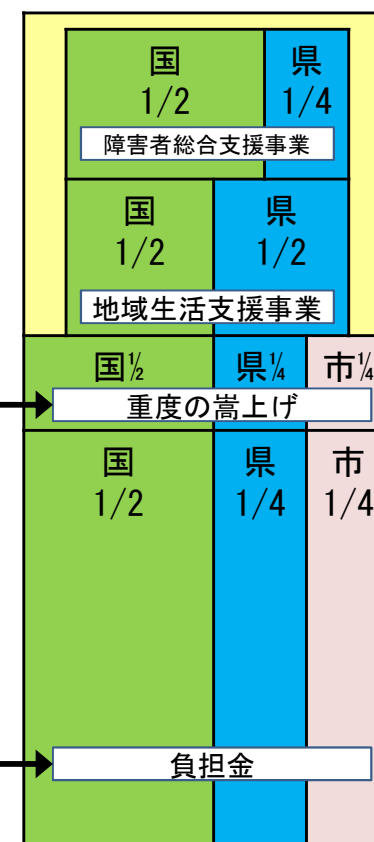 国 県
1/2 1/4
障害者総合支援事業
国 県
1/2 1/2
地域生活支援事業
国½ 県¼ 市¼
重度の嵩上げ
国 県 市
1/2 1/4 1/4
負担金